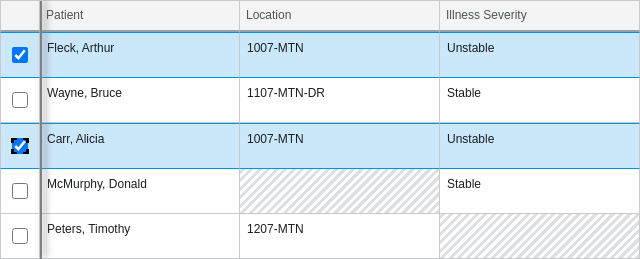 Patient Location Illness Severity
Fleck, Arthur 1007-MTN Unstable
Wayne, Bruce 1107-MTN-DR Stable
Carr, Alicia 1007-MTN Unstable
McMurphy, Donald Stable
Peters, Timothy 1207-MTN